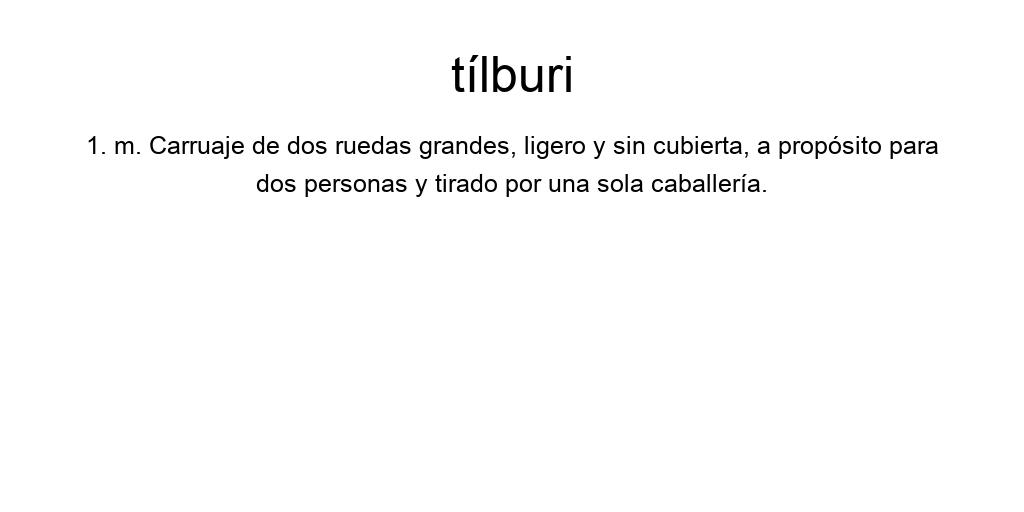 tílburi
1. m. Carruaje de dos ruedas grandes, ligero y sin cubierta, a propósito para
dos personas y tirado por una sola caballería.